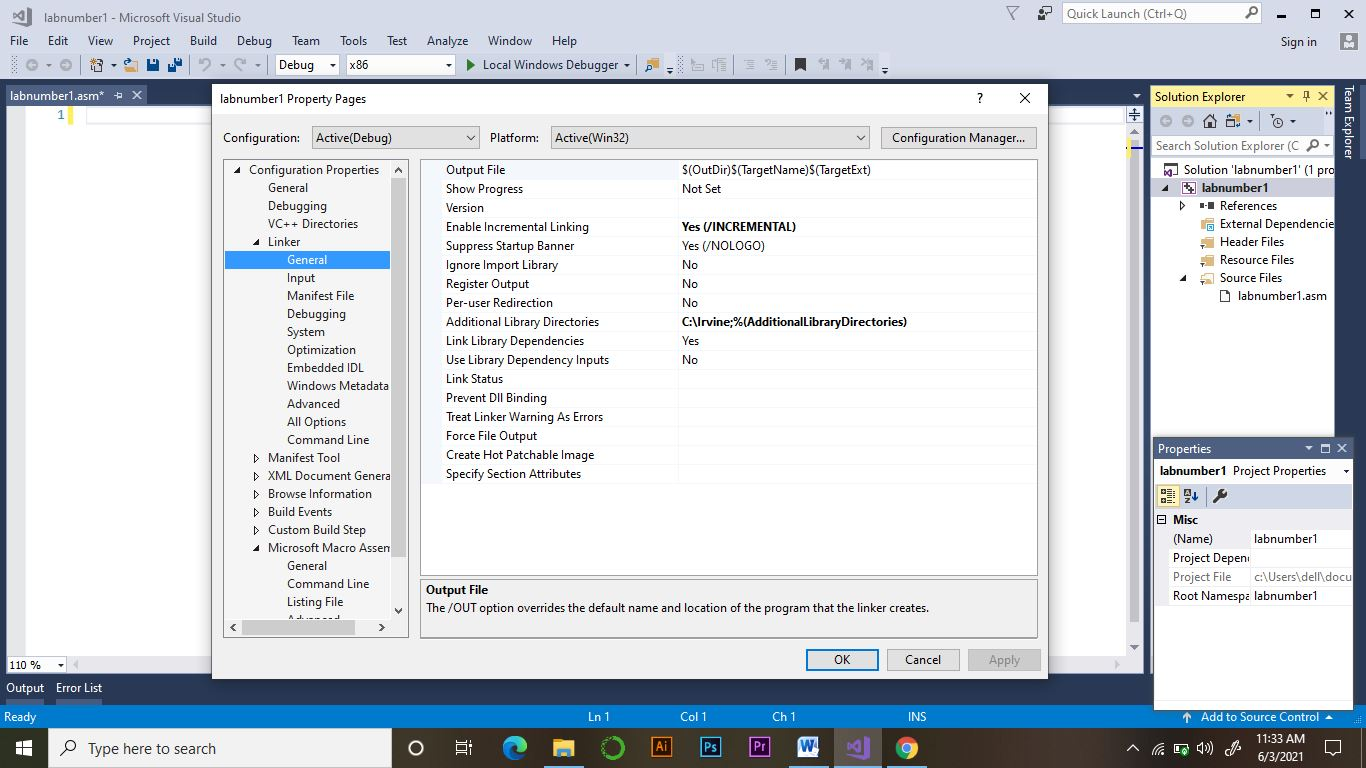 labnumber1 - Microsoft Visual Studio
Quick Launch (Ctrl+Q)
File Edit View Project Build Debug Team Tools Test Analyze Window Help
Sign in
Debug x86 Local Windows Debugger
labnumber1.asm*
1
labnumber1 Property Pages
?
Configuration: Active(Debug) Platform: Active(Win32) Configuration Manager...
Configuration Properties
General
Debugging
VC++ Directories
Linker
General
Input
Manifest File
Debugging
System
Optimization
Embedded IDL
Windows Metadata
Advanced
All Options
Command Line
Manifest Tool
XML Document Genera
Browse Information
Build Events
Custom Build Step
Microsoft Macro Assem
General
Command Line
Listing File
Advanced
Output File $(OutDir)$(TargetName)$(TargetExt)
Show Progress Not Set
Version
Enable Incremental Linking Yes (/INCREMENTAL)
Suppress Startup Banner Yes (/NOLOGO)
Ignore Import Library No
Register Output No
Per-user Redirection No
Additional Library Directories C:\Irvine;%(AdditionalLibraryDirectories)
Link Library Dependencies Yes
Use Library Dependency Inputs No
Link Status
Prevent Dll Binding
Treat Linker Warning As Errors
Force File Output
Create Hot Patchable Image
Specify Section Attributes
Output File
The /OUT option overrides the default name and location of the program that the linker creates.
OK Cancel Apply
Solution Explorer
Search Solution Explorer (C
Solution 'labnumber1' (1 pro
labnumber1
References
External Dependencie
Header Files
Resource Files
Source Files
labnumber1.asm
Team Explorer
Properties
labnumber1 Project Properties
Misc
(Name) labnumber1
Project Depend
Project File c:\Users\dell\docu
Root Namespa labnumber1
110 %
Output Error List
Ready Ln 1 Col 1 Ch 1 INS Add to Source Control
Type here to search
Ai Ps Pr W
11:33 AM
6/3/2021